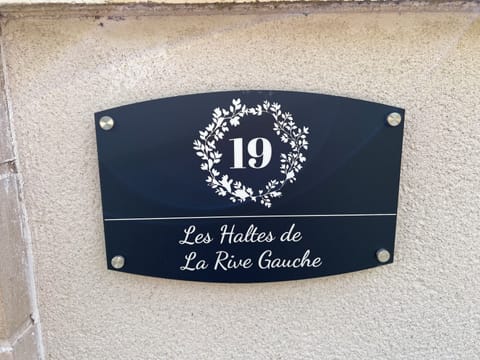 19
Les Haltes de
La Rive Gauche